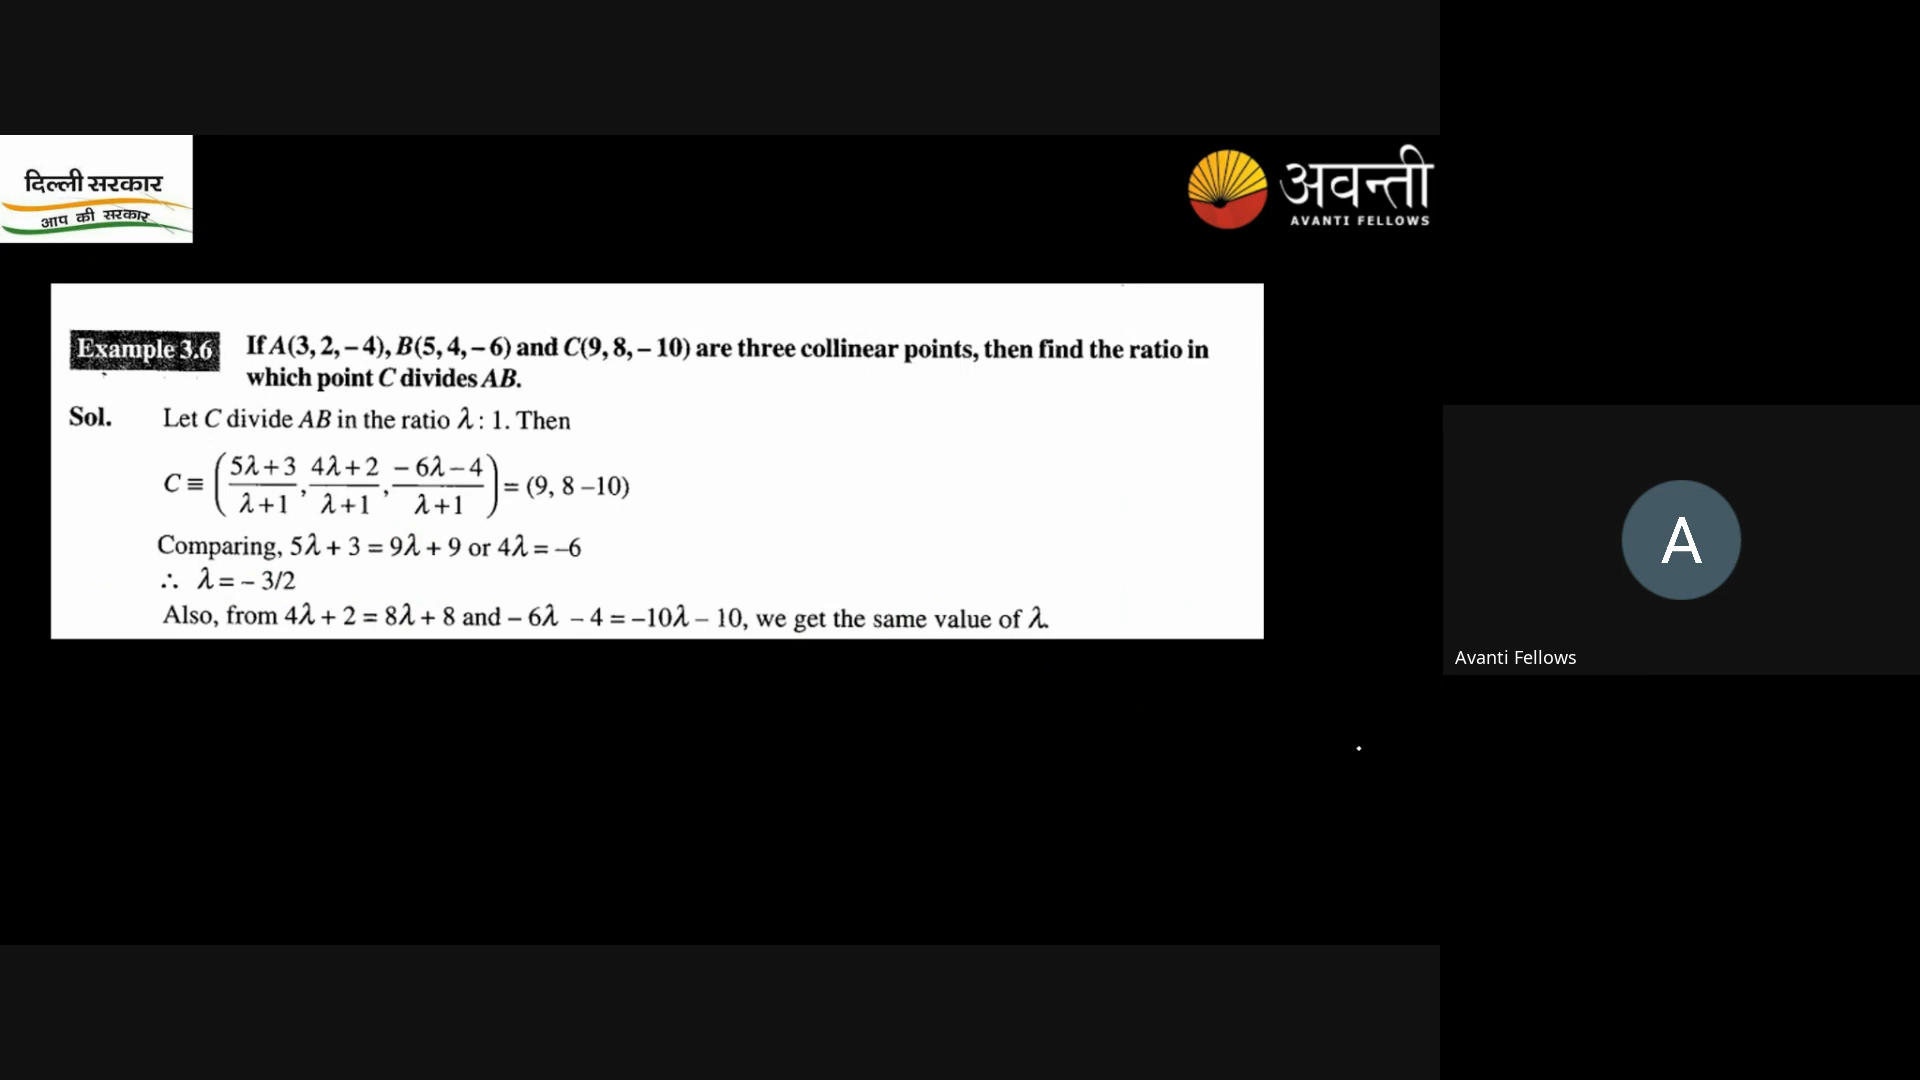 दिल्ली सरकार
आप की सरकार
अवन्ती
AVANTI FELLOWS
Example 3.6 If A(3, 2, – 4), B(5, 4, – 6) and C(9, 8, – 10) are three collinear points, then find the ratio in
which point C divides AB.
Sol. Let C divide AB in the ratio λ : 1. Then
C ≡ ( (5λ+3)/(λ+1), (4λ+2)/(λ+1), (– 6λ – 4)/(λ+1) ) = (9, 8 –10)
Comparing, 5λ + 3 = 9λ + 9 or 4λ = –6
∴ λ = – 3/2
Also, from 4λ + 2 = 8λ + 8 and – 6λ – 4 = –10λ – 10, we get the same value of λ.
A
Avanti Fellows